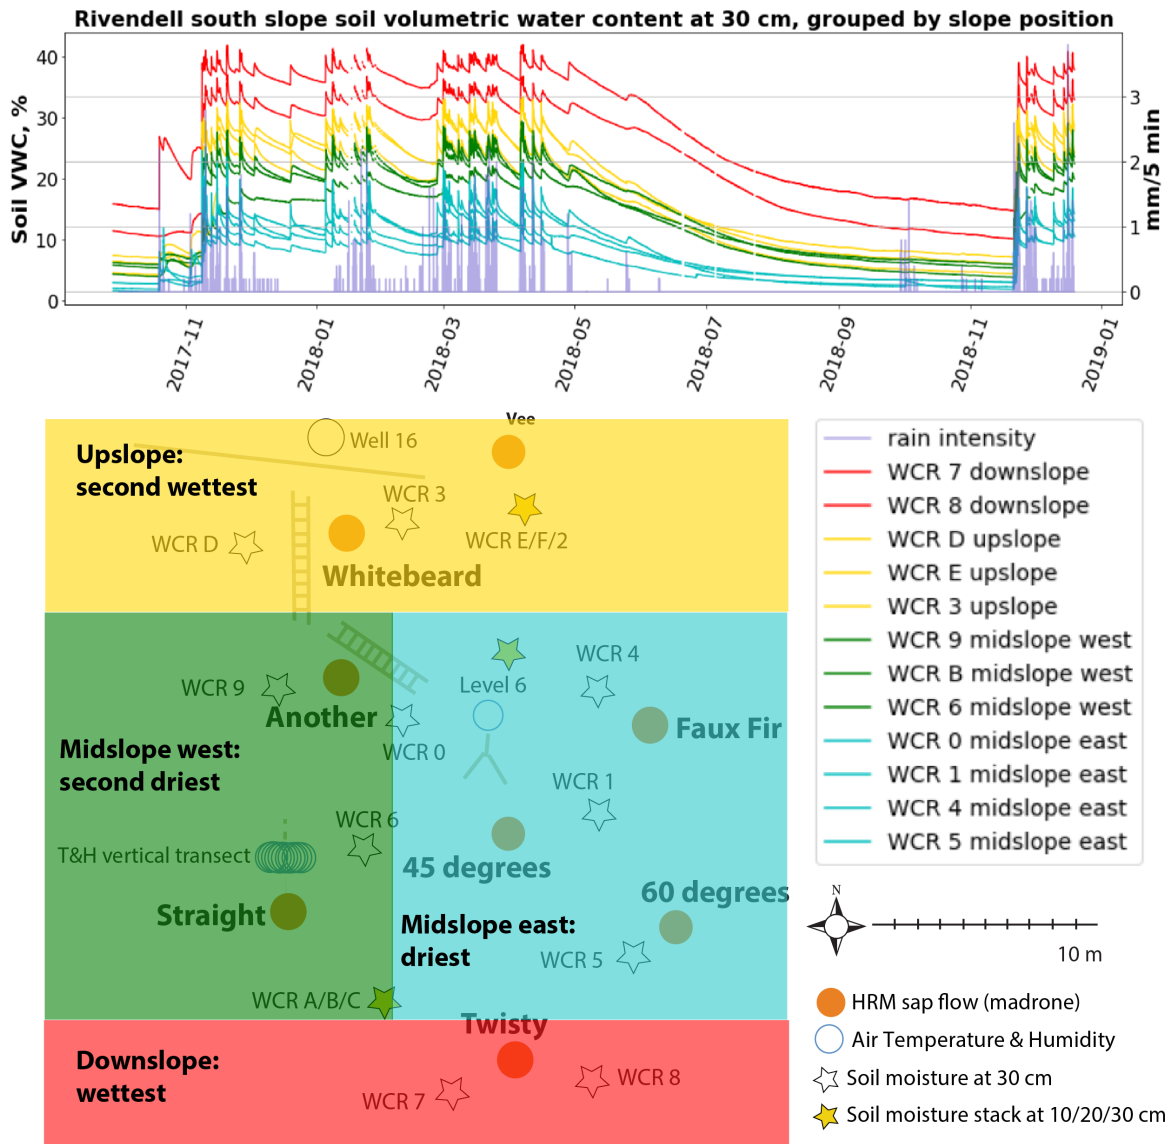 Rivendell south slope soil volumetric water content at 30 cm, grouped by slope position
Soil VWC, %
40
30
20
10
0
3
2
1
0
mm/5 min
2017-11
2018-01
2018-03
2018-05
2018-07
2018-09
2018-11
2019-01
Vee
Well 16
Upslope:
second wettest
WCR 3
WCR D
WCR E/F/2
Whitebeard
WCR 4
WCR 9
Level 6
Another
Faux Fir
WCR 0
Midslope west:
second driest
WCR 1
WCR 6
T&H vertical transect
45 degrees
60 degrees
Straight
Midslope east:
driest
WCR 5
WCR A/B/C
Twisty
Downslope:
wettest
WCR 8
WCR 7
rain intensity
WCR 7 downslope
WCR 8 downslope
WCR D upslope
WCR E upslope
WCR 3 upslope
WCR 9 midslope west
WCR B midslope west
WCR 6 midslope west
WCR 0 midslope east
WCR 1 midslope east
WCR 4 midslope east
WCR 5 midslope east
N
10 m
HRM sap flow (madrone)
Air Temperature & Humidity
Soil moisture at 30 cm
Soil moisture stack at 10/20/30 cm